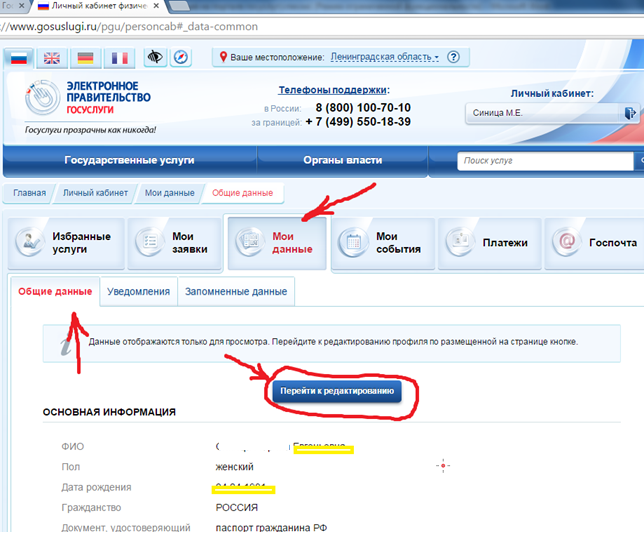 Гос
Личный кабинет физиче
://www.gosuslugi.ru/pgu/personcab#_data-common
Ваше местоположение: Ленинградская область
?
ЭЛЕКТРОННОЕ
ПРАВИТЕЛЬСТВО
ГОСУСЛУГИ
Госуслуги прозрачны как никогда!
Телефоны поддержки:
в России: 8 (800) 100-70-10
за границей: + 7 (499) 550-18-39
Личный кабинет:
Синица М.Е.
Государственные услуги
Органы власти
Поиск услуг
Главная
Личный кабинет
Мои данные
Общие данные
Избранные
услуги
Мои
заявки
Мои
данные
Мои
события
Платежи
Госпочта
Общие данные
Уведомления
Запомненные данные
Данные отображаются только для просмотра. Перейдите к редактированию профиля по размещенной на странице кнопке.
Перейти к редактированию
ОСНОВНАЯ ИНФОРМАЦИЯ
ФИО
Пол женский
Дата рождения
Гражданство РОССИЯ
Документ, удостоверяющий паспорт гражданина РФ